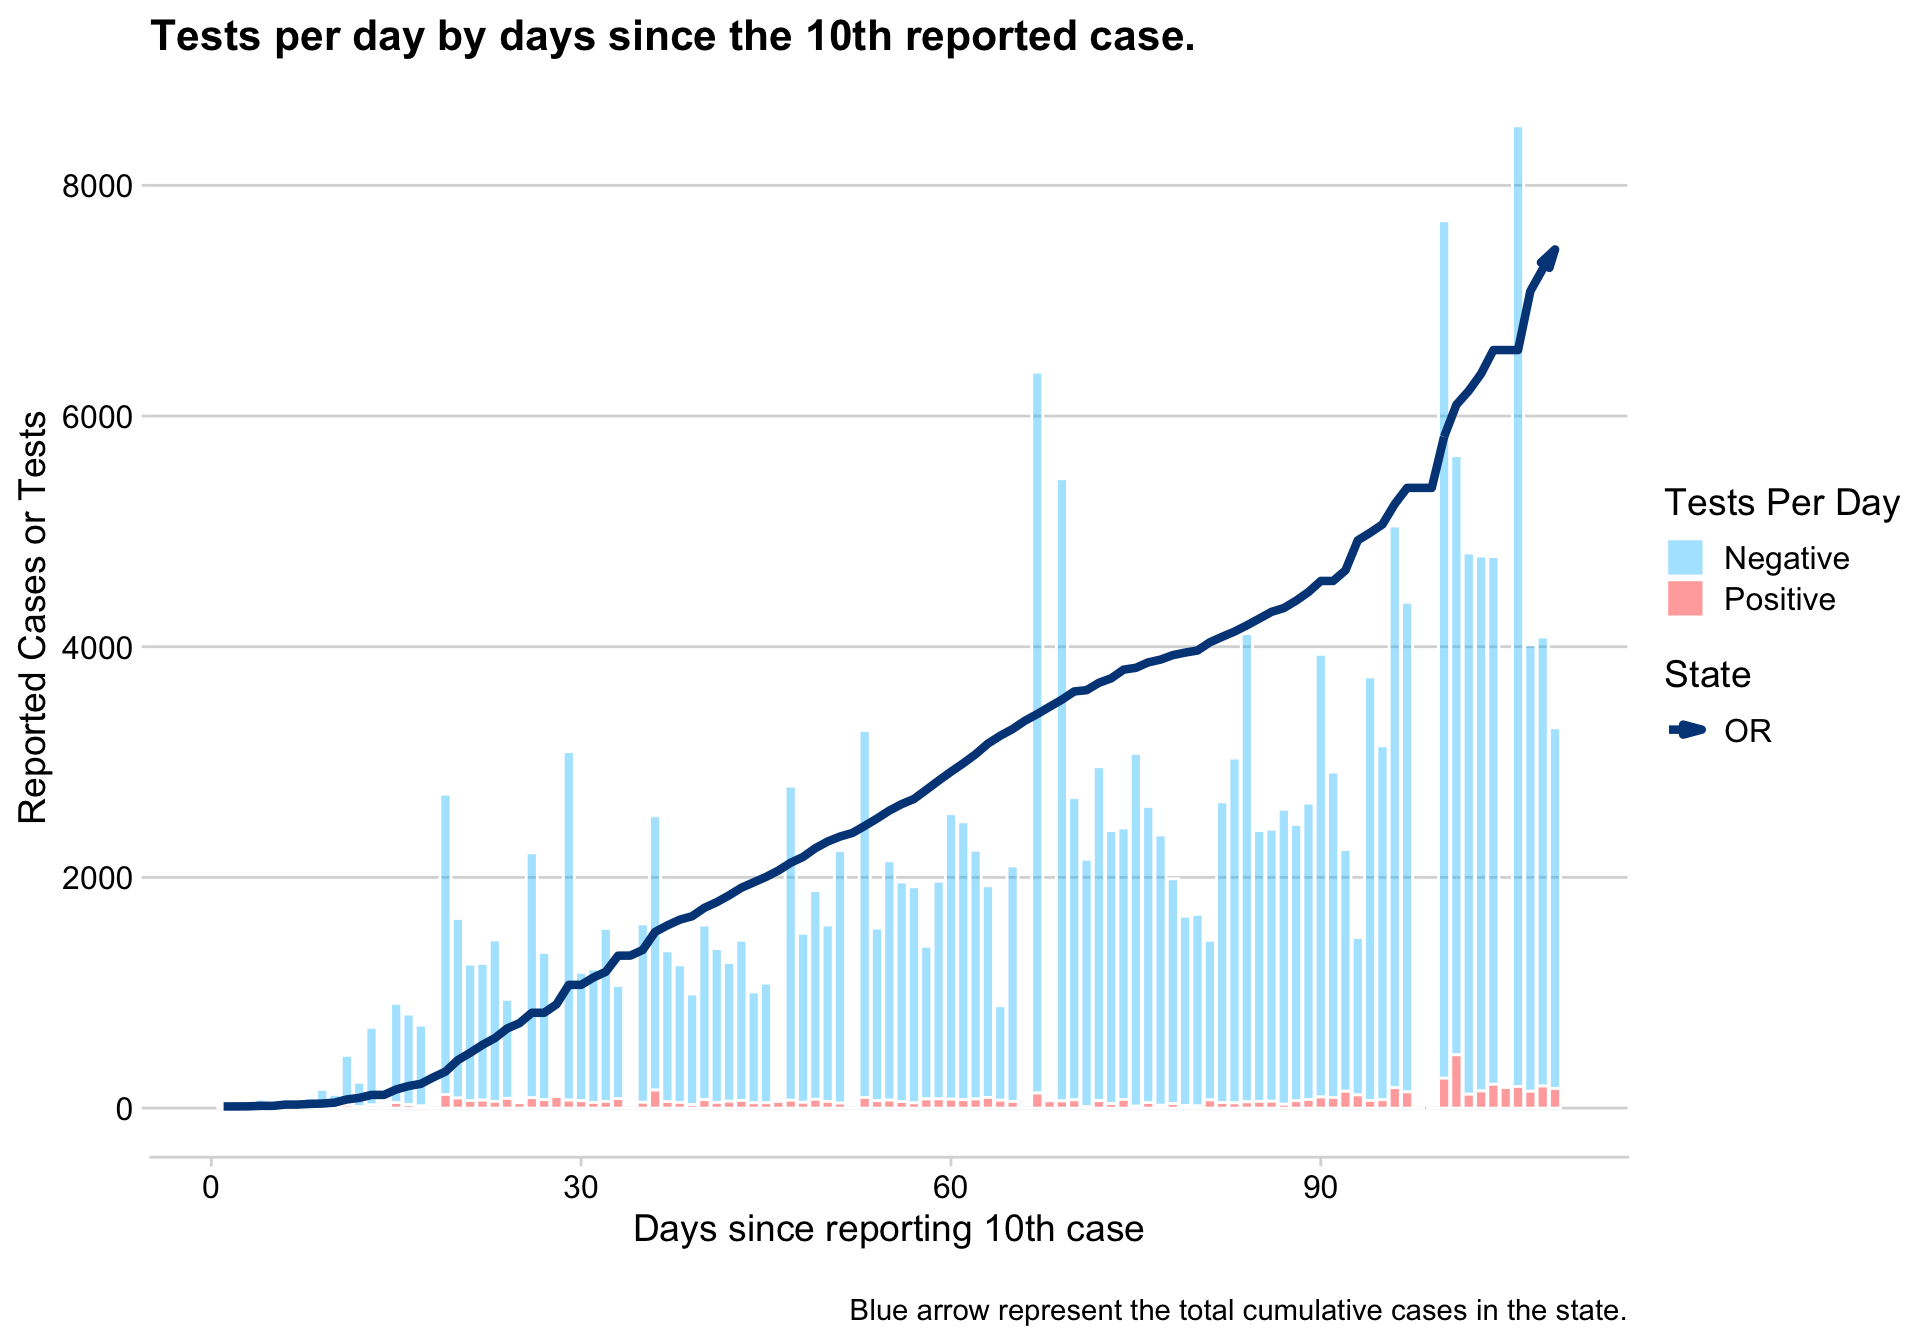 Tests per day by days since the 10th reported case.
8000
6000
4000
2000
0
Reported Cases or Tests
0 30 60 90
Days since reporting 10th case
Tests Per Day
Negative
Positive
State
OR
Blue arrow represent the total cumulative cases in the state.